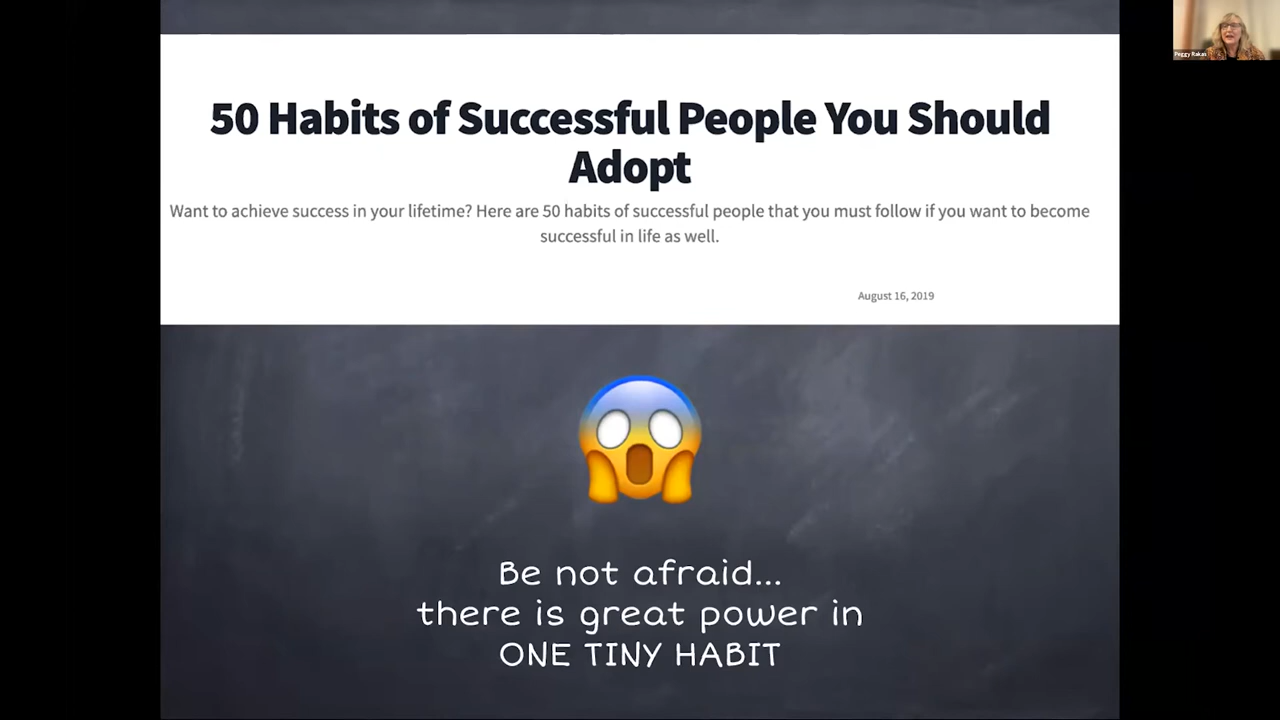 50 Habits of Successful People You Should
Adopt
Want to achieve success in your lifetime? Here are 50 habits of successful people that you must follow if you want to become
successful in life as well.
August 16, 2019
Be not afraid...
there is great power in
ONE TINY HABIT
Peggy Rakas